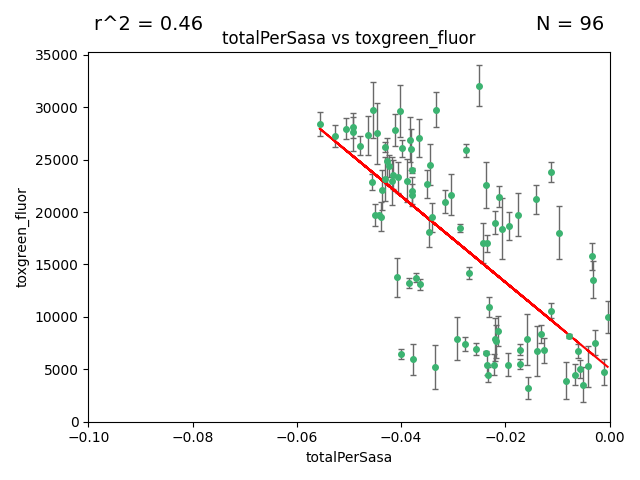 r^2 = 0.46 N = 96
totalPerSasa vs toxgreen_fluor
35000
30000
25000
20000
15000
10000
5000
0
toxgreen_fluor
−0.10 −0.08 −0.06 −0.04 −0.02 0.00
totalPerSasa